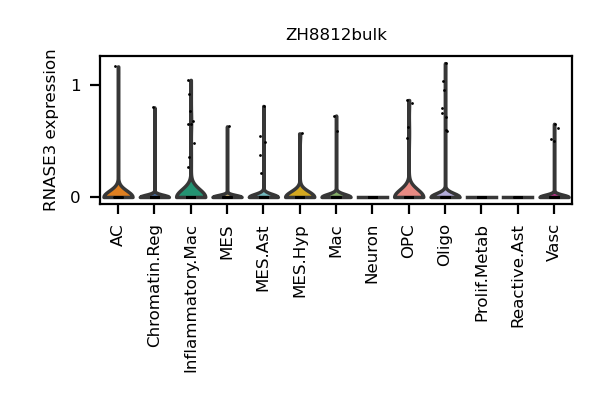 ZH8812bulk
RNASE3 expression
1
0
AC
Chromatin.Reg
Inflammatory.Mac
MES
MES.Ast
MES.Hyp
Mac
Neuron
OPC
Oligo
Prolif.Metab
Reactive.Ast
Vasc